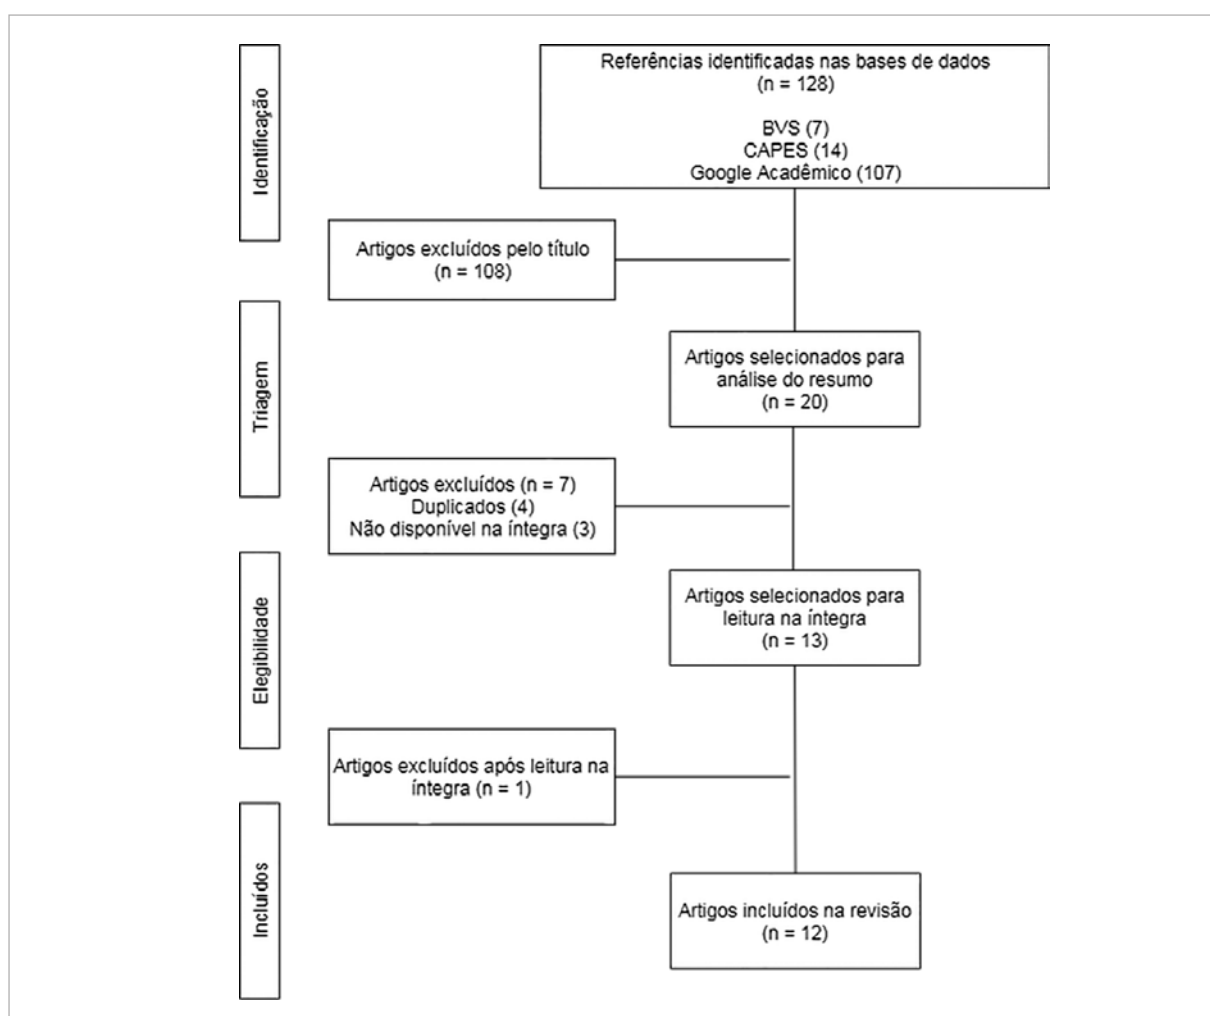 Identificação
Referências identificadas nas bases de dados
(n = 128)
BVS (7)
CAPES (14)
Google Acadêmico (107)
Artigos excluídos pelo título
(n = 108)
Triagem
Artigos selecionados para
análise do resumo
(n = 20)
Artigos excluídos (n = 7)
Duplicados (4)
Não disponível na íntegra (3)
Elegibilidade
Artigos selecionados para
leitura na íntegra
(n = 13)
Artigos excluídos após leitura na
íntegra (n = 1)
Incluídos
Artigos incluídos na revisão
(n = 12)